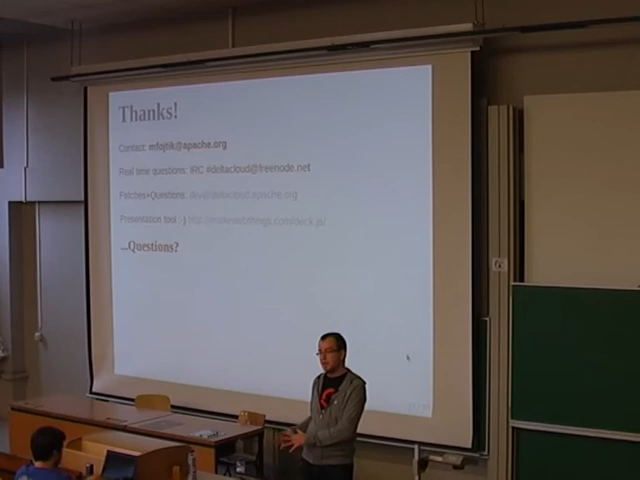 Thanks!
Contact: mfojtik@apache.org
Real time questions: IRC #deltacloud@freenode.net
Patches+Questions: dev@deltacloud.apache.org
Presentation tool :-) http://imakewebthings.com/deck.js/
...Questions?